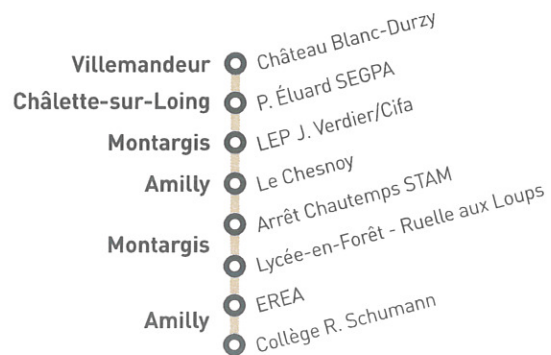 Villemandeur Château Blanc-Durzy
Châlette-sur-Loing P. Éluard SEGPA
Montargis LEP J. Verdier/Cifa
Amilly Le Chesnoy
Arrêt Chautemps STAM
Montargis
Lycée-en-Forêt - Ruelle aux Loups
EREA
Amilly
Collège R. Schumann